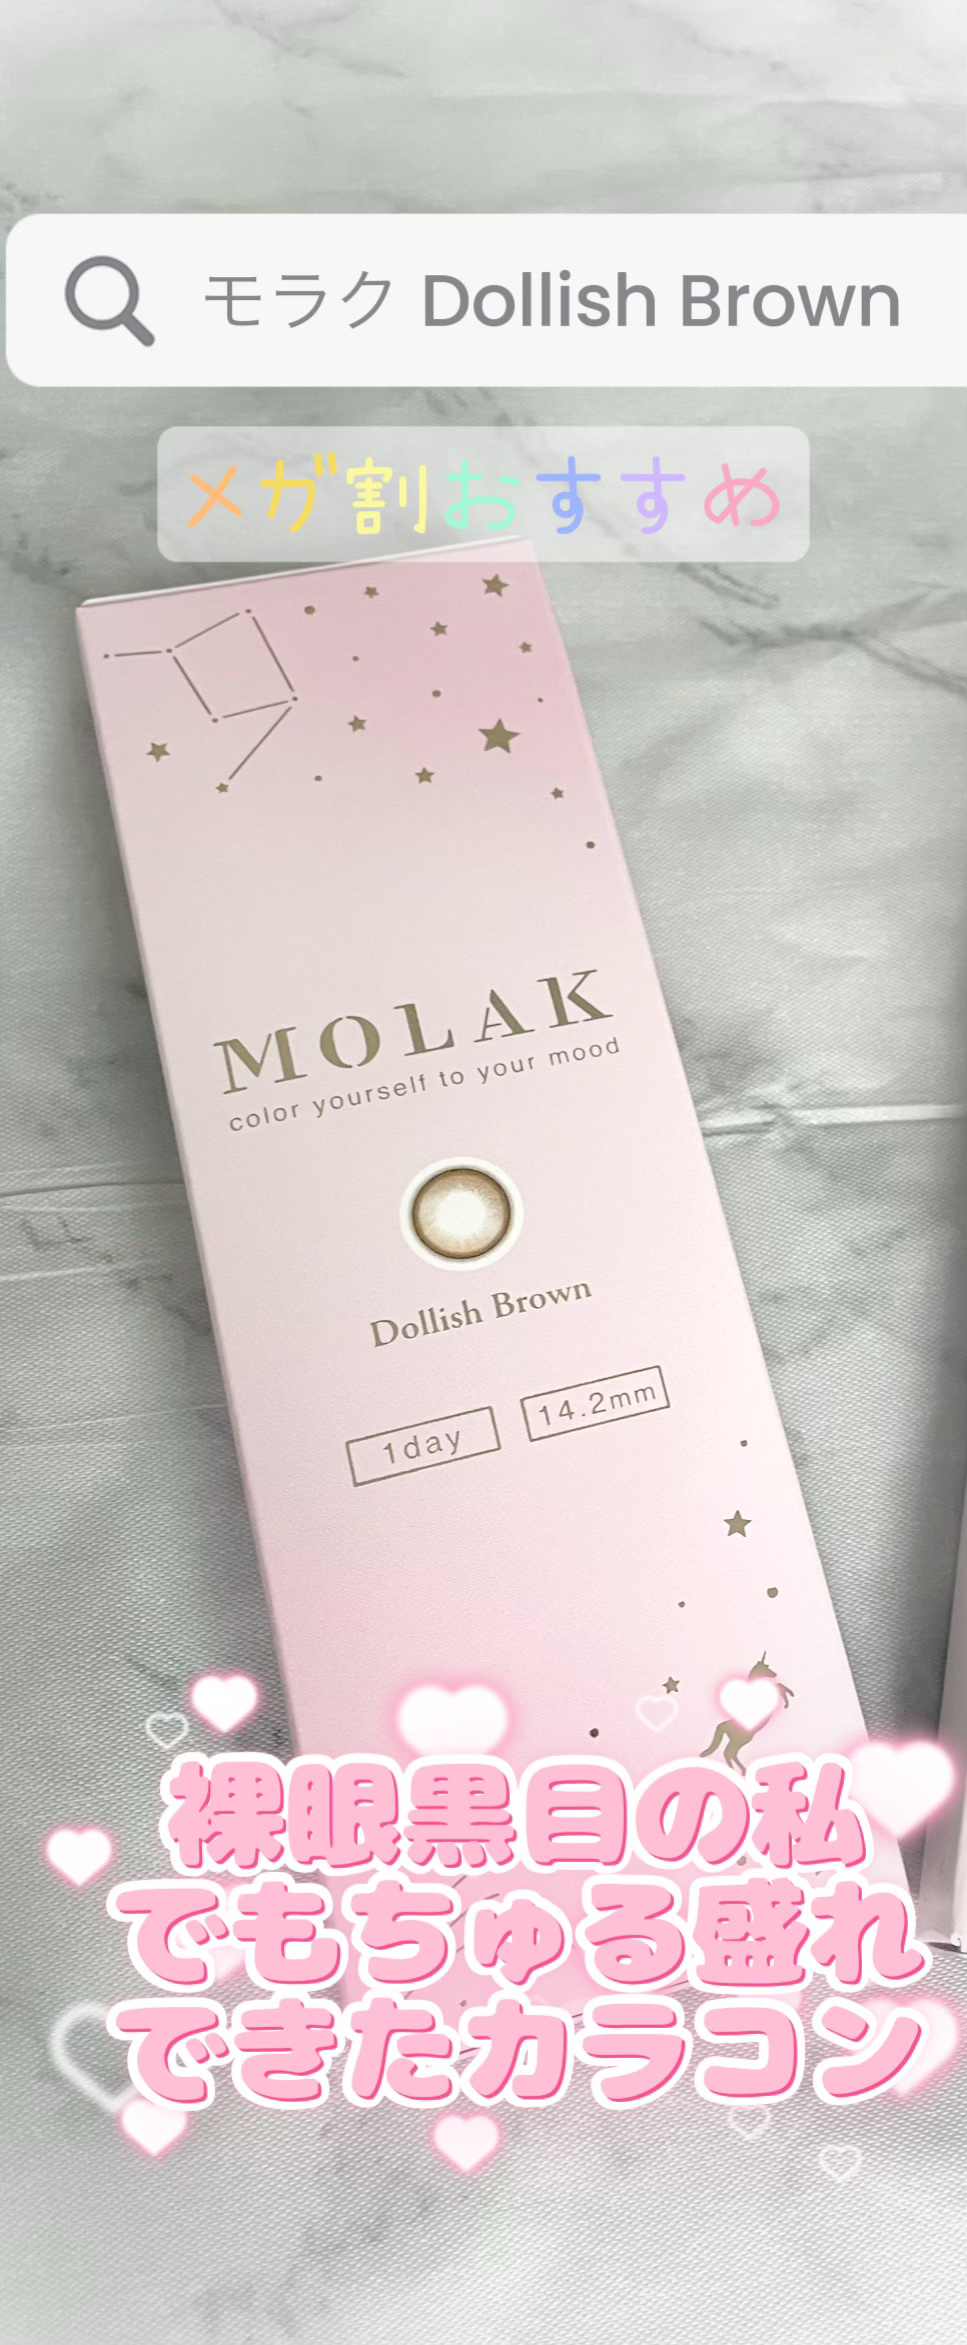 モラク Dollish Brown
メガ割おすすめ
MOLAK
color yourself to your mood
Dollish Brown
1day
14.2mm
裸眼黒目の私
でもちゅる盛れ
できたカラコン